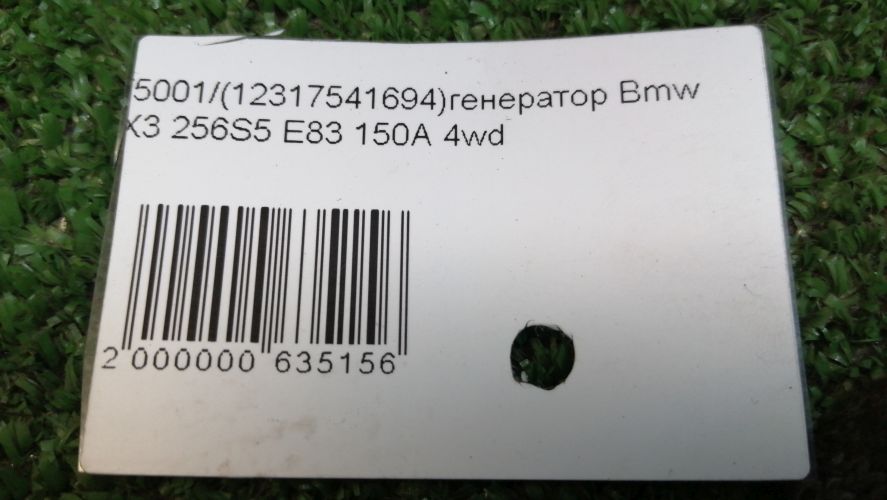 5001/(12317541694)генератор Bmw
X3 256S5 E83 150A 4wd
2 000000 635156